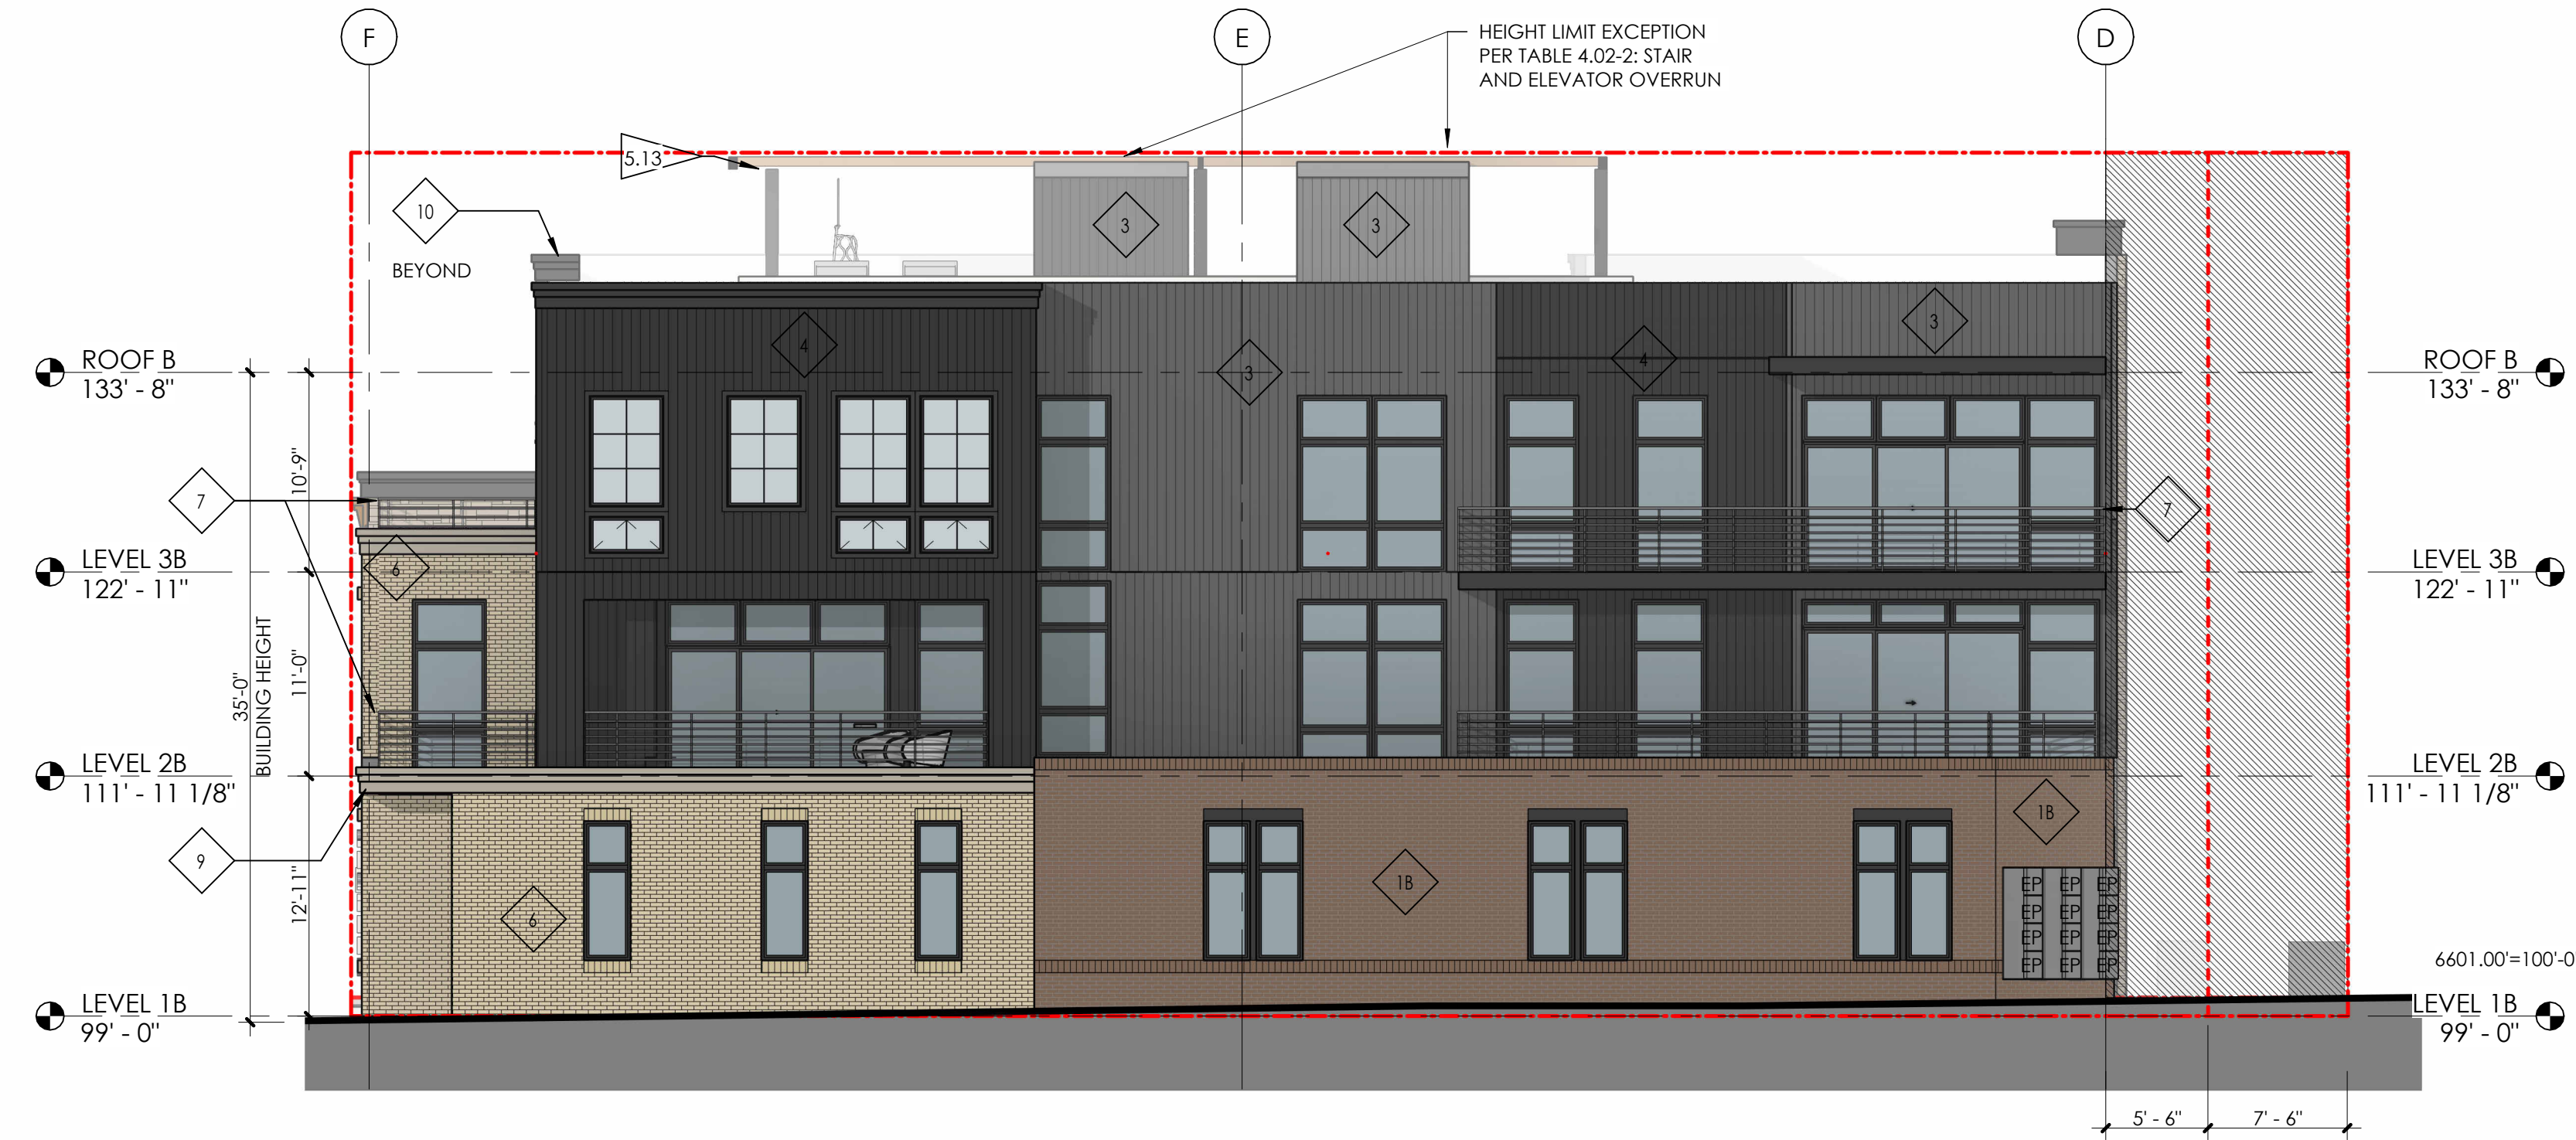 F
E
D
HEIGHT LIMIT EXCEPTION
PER TABLE 4.02-2: STAIR
AND ELEVATOR OVERRUN
5.13
10
BEYOND
3
3
4
3
4
3
ROOF B
133' - 8"
ROOF B
133' - 8"
10'-9"
7
7
6
LEVEL 3B
122' - 11"
LEVEL 3B
122' - 11"
35'-0"
BUILDING HEIGHT
11'-0"
LEVEL 2B
111' - 11 1/8"
LEVEL 2B
111' - 11 1/8"
1B
9
12'-11"
6
1B
EP EP EP
EP EP EP
EP EP EP
EP EP EP
6601.00'=100'-0
LEVEL 1B
99' - 0"
LEVEL 1B
99' - 0"
5' - 6"
7' - 6"